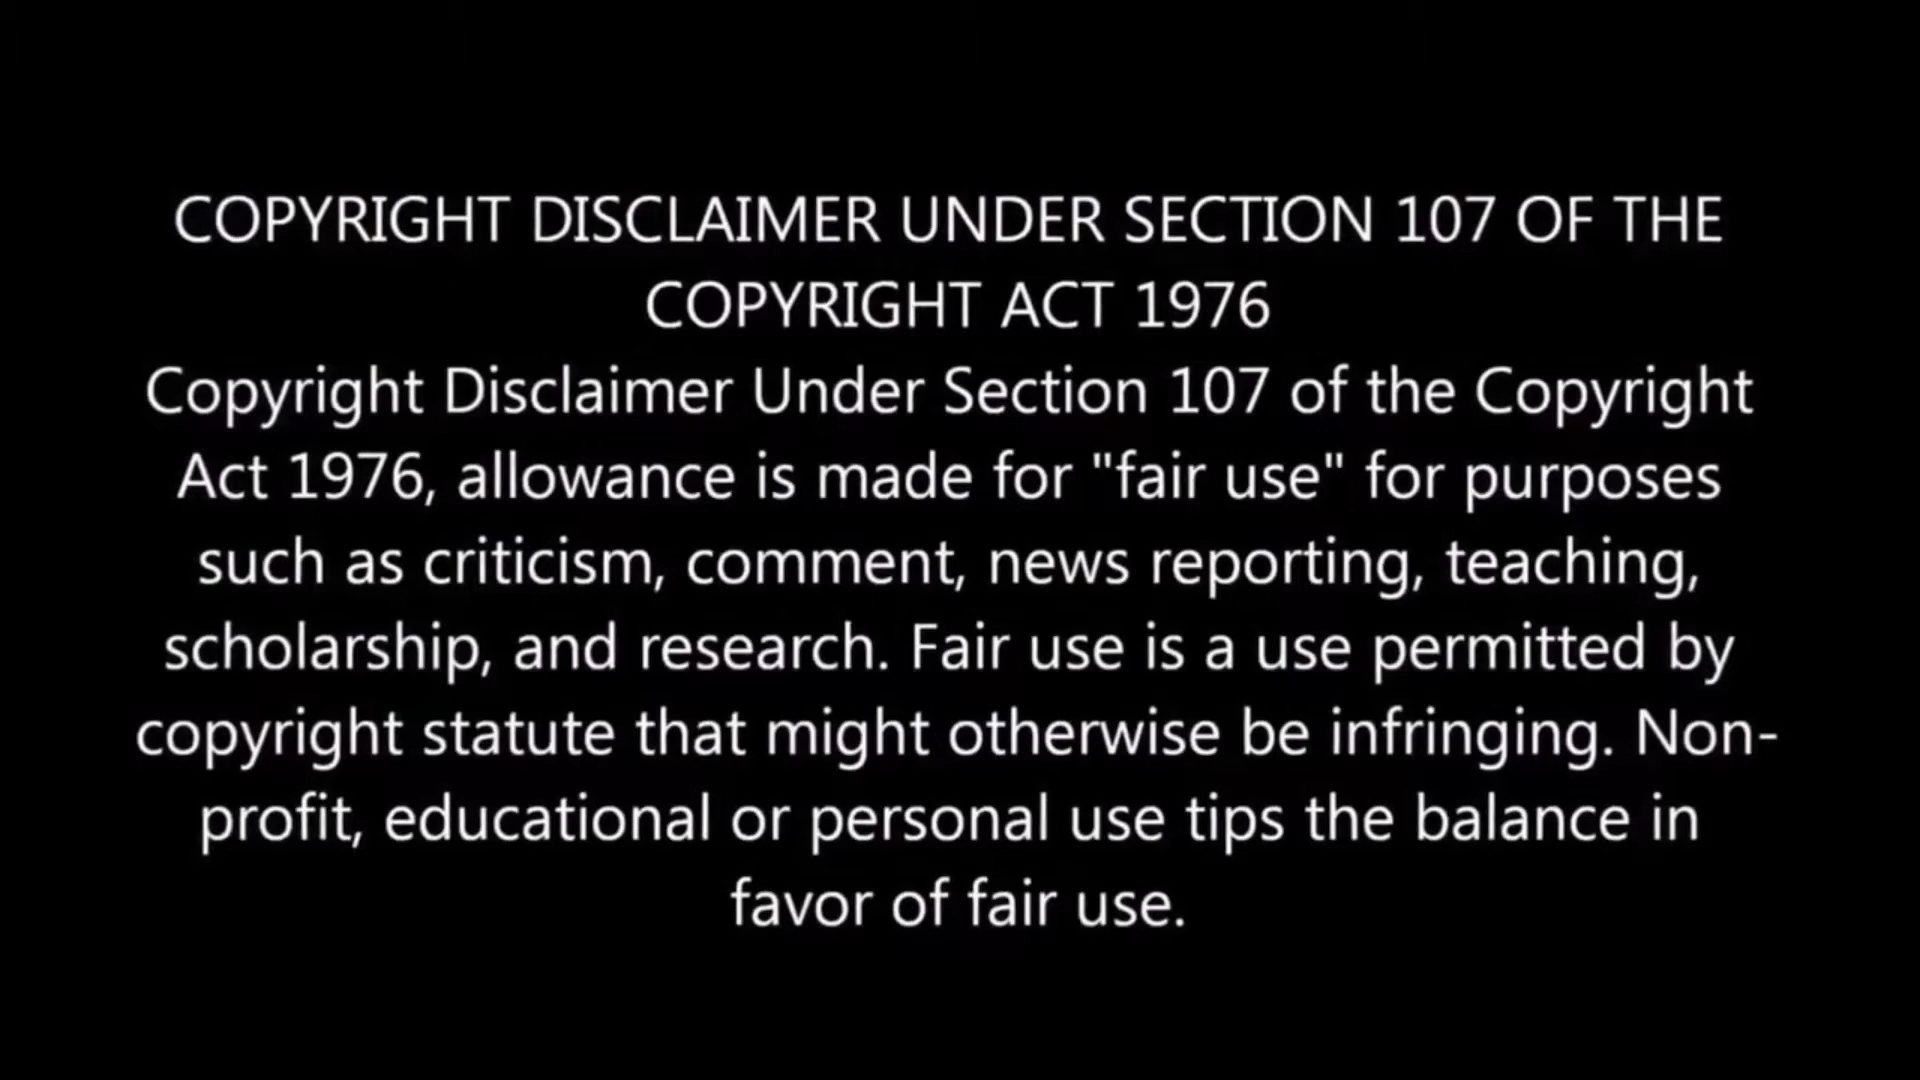 COPYRIGHT DISCLAIMER UNDER SECTION 107 OF THE
COPYRIGHT ACT 1976
Copyright Disclaimer Under Section 107 of the Copyright
Act 1976, allowance is made for "fair use" for purposes
such as criticism, comment, news reporting, teaching,
scholarship, and research. Fair use is a use permitted by
copyright statute that might otherwise be infringing. Non-
profit, educational or personal use tips the balance in
favor of fair use.